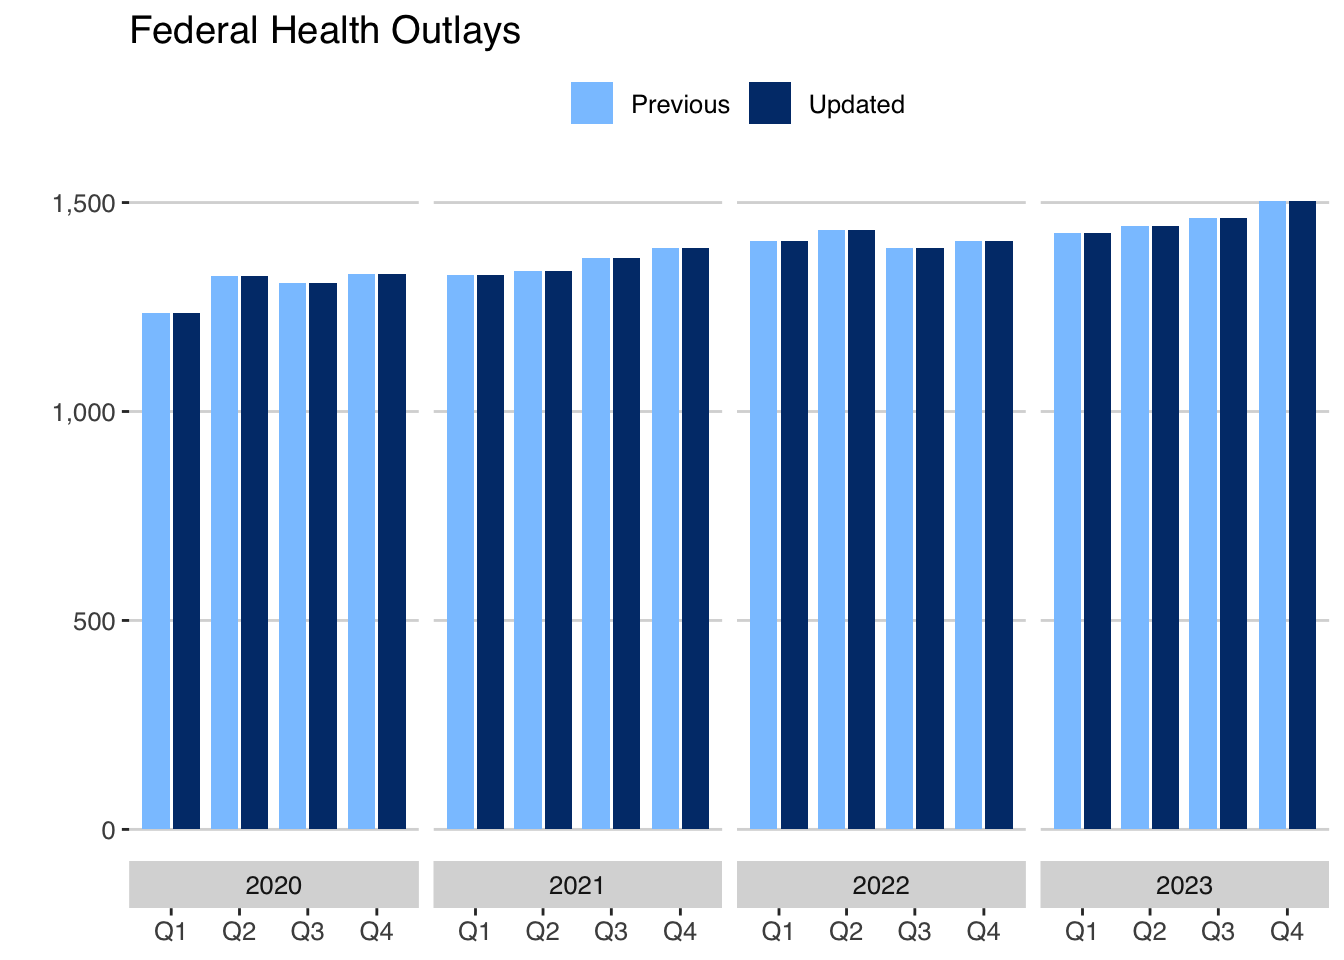 Federal Health Outlays
Previous Updated
1,500
1,000
500
0
2020 2021 2022 2023
Q1 Q2 Q3 Q4 Q1 Q2 Q3 Q4 Q1 Q2 Q3 Q4 Q1 Q2 Q3 Q4